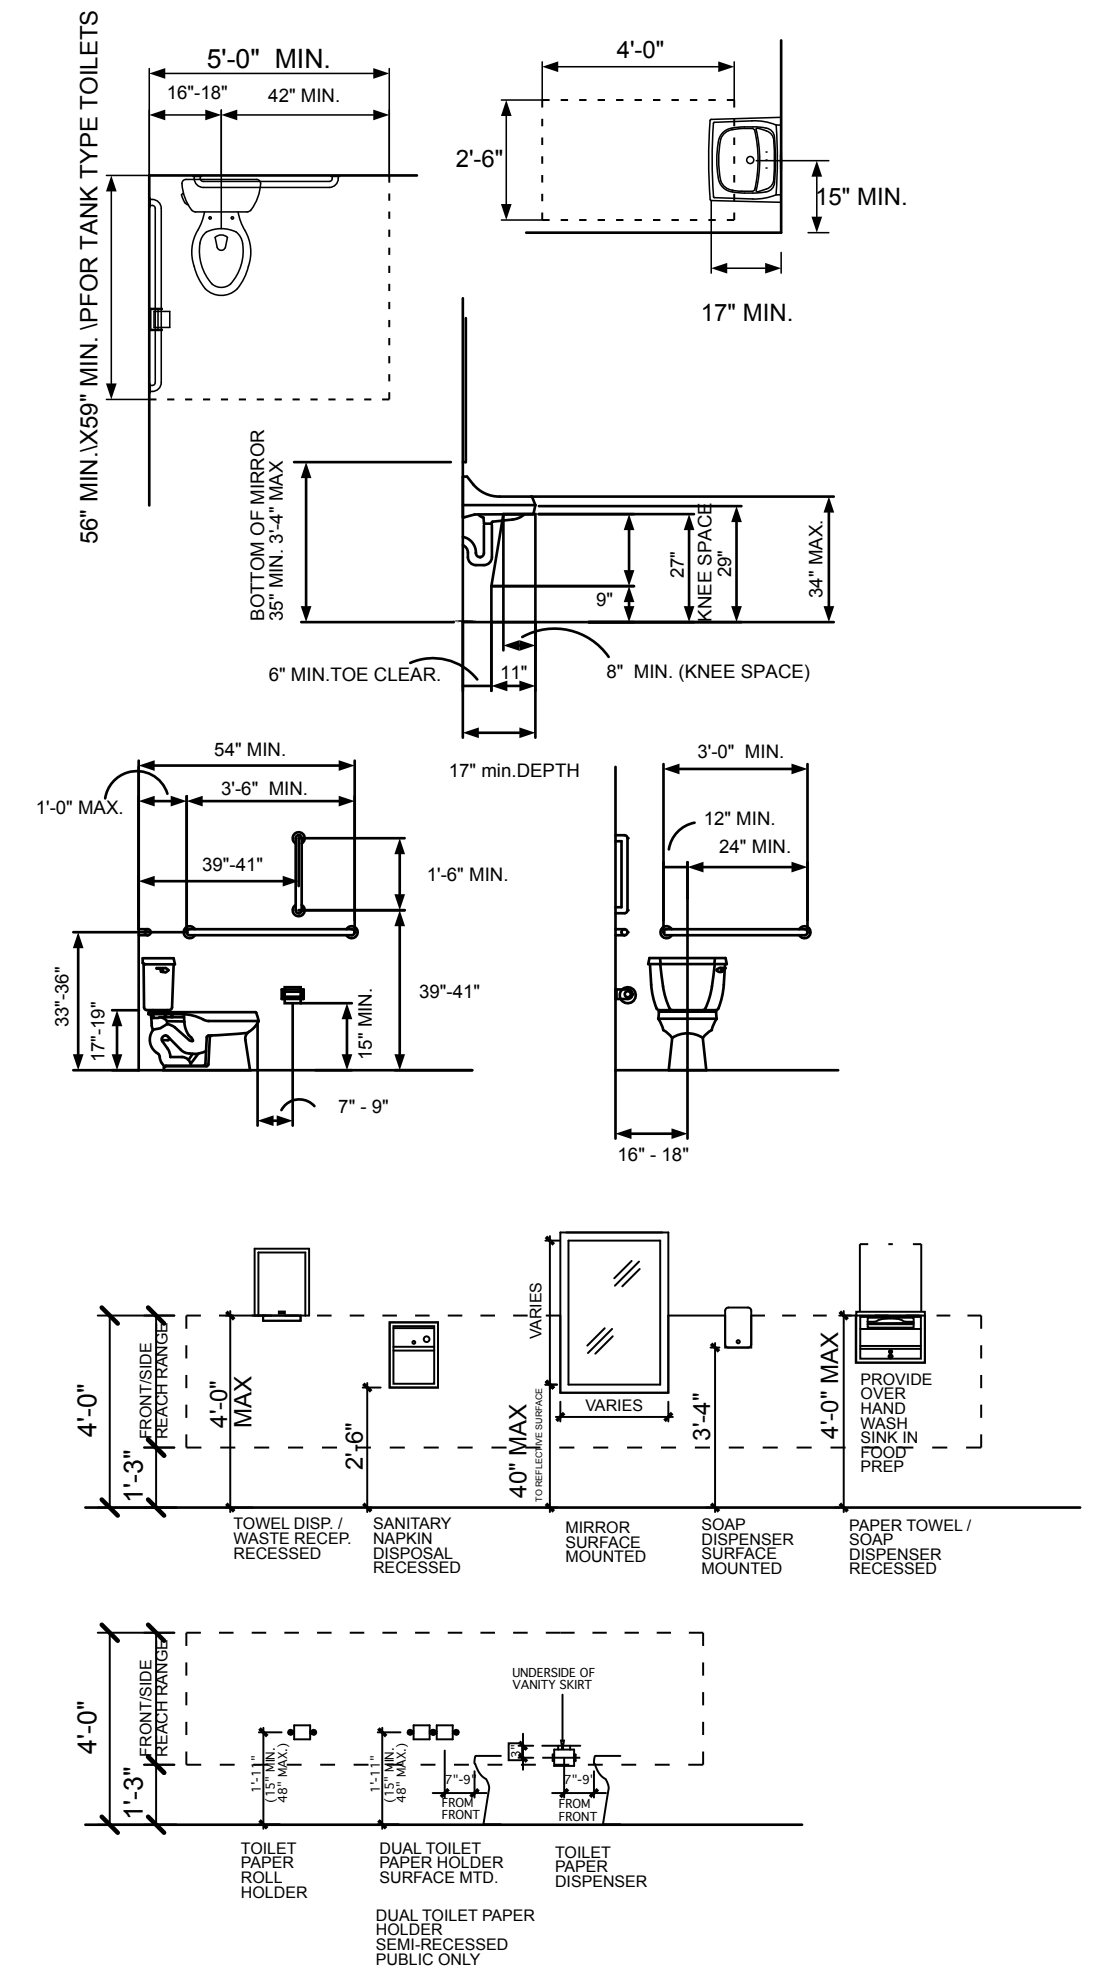 56" MIN.\X59" MIN. \PFOR TANK TYPE TOILETS
5'-0" MIN.
16"-18"
42" MIN.
4'-0"
2'-6"
15" MIN.
17" MIN.
BOTTOM OF MIRROR
35" MIN. 3'-4" MAX
9"
27"
KNEE SPACE
29"
34" MAX.
6" MIN.TOE CLEAR.
11"
8" MIN. (KNEE SPACE)
17" min.DEPTH
54" MIN.
1'-0" MAX.
3'-6" MIN.
39"-41"
1'-6" MIN.
33"-36"
17"-19"
15" MIN.
39"-41"
7" - 9"
3'-0" MIN.
12" MIN.
24" MIN.
16" - 18"
4'-0"
1'-3"
FRONT/SIDE
REACH RANGE
4'-0"
MAX
2'-6"
VARIES
VARIES
40" MAX
TO REFLECTIVE SURFACE
3'-4"
4'-0" MAX
PROVIDE
OVER
HAND
WASH
SINK IN
FOOD
PREP
TOWEL DISP. /
WASTE RECEP.
RECESSED
SANITARY
NAPKIN
DISPOSAL
RECESSED
MIRROR
SURFACE
MOUNTED
SOAP
DISPENSER
SURFACE
MOUNTED
PAPER TOWEL /
SOAP
DISPENSER
RECESSED
4'-0"
1'-3"
FRONT/SIDE
REACH RANGE
1'-11"
(15" MIN.
48" MAX.)
1'-11"
(15" MIN.
48" MAX.)
7"-9"
FROM
FRONT
UNDERSIDE OF
VANITY SKIRT
3"
7"-9"
FROM
FRONT
TOILET
PAPER
ROLL
HOLDER
DUAL TOILET
PAPER HOLDER
SURFACE MTD.
DUAL TOILET PAPER
HOLDER
SEMI-RECESSED
PUBLIC ONLY
TOILET
PAPER
DISPENSER